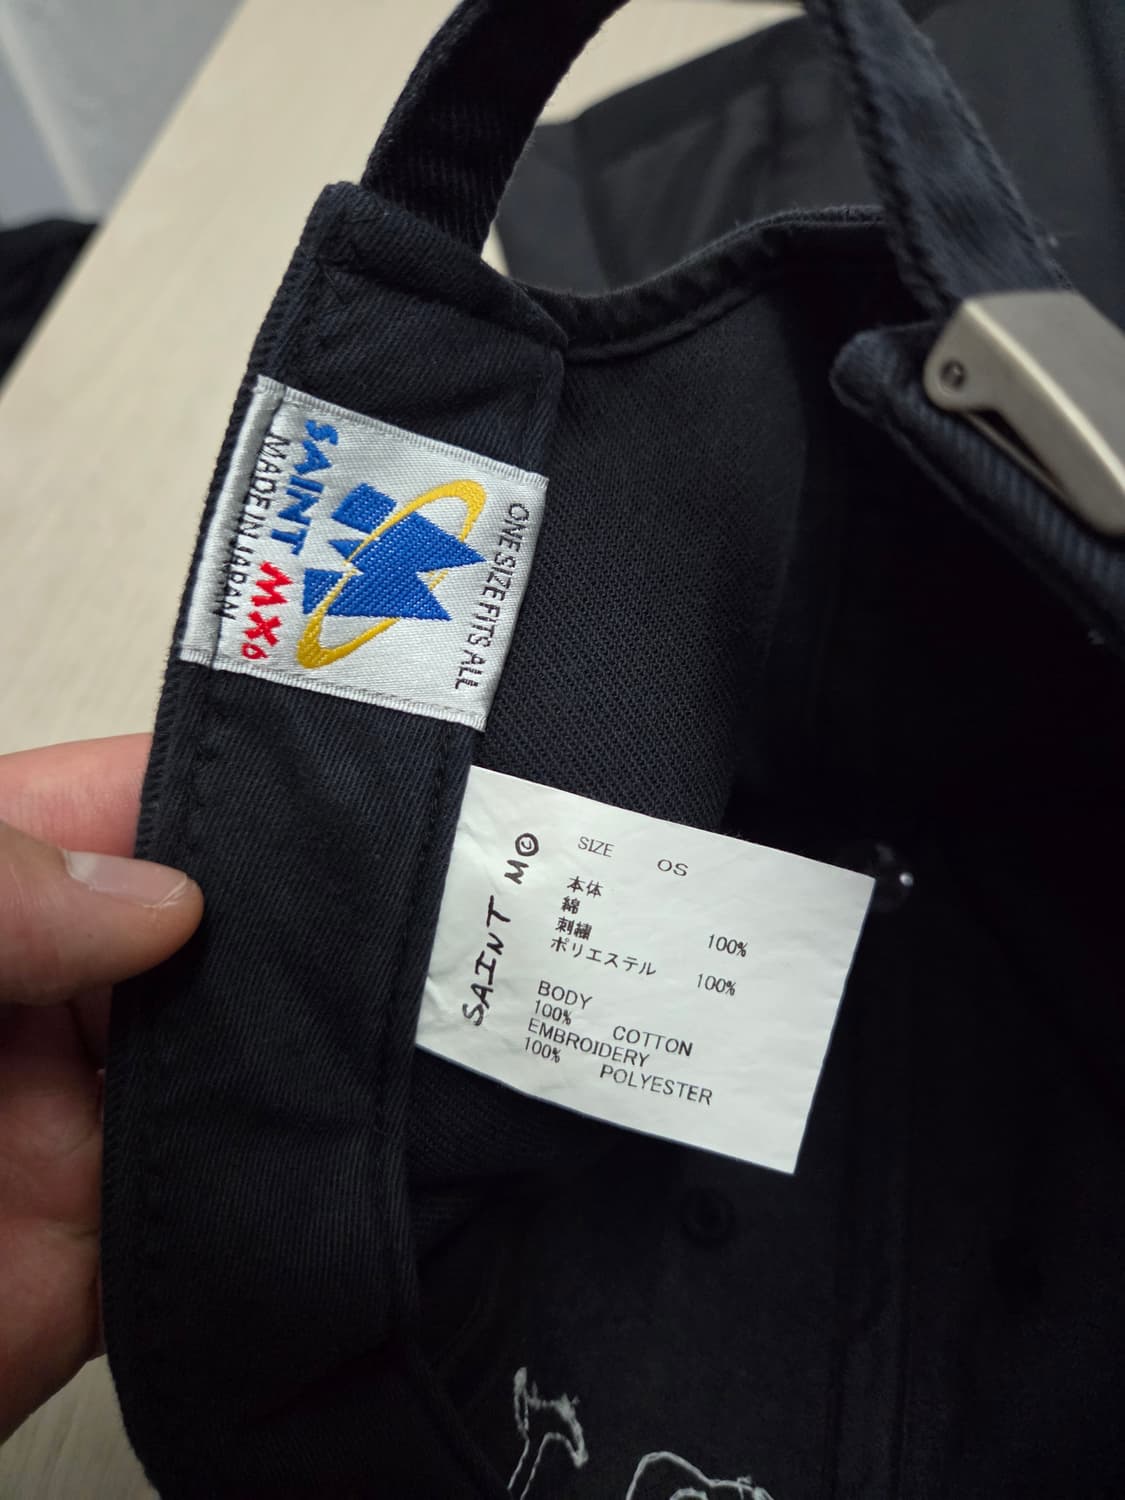 ONE SIZE FITS ALL
SAINT MX6
MADE IN JAPAN
SAINT M©
SIZE OS
本体
綿 100%
刺繍
ポリエステル 100%
BODY
100% COTTON
EMBROIDERY
100% POLYESTER